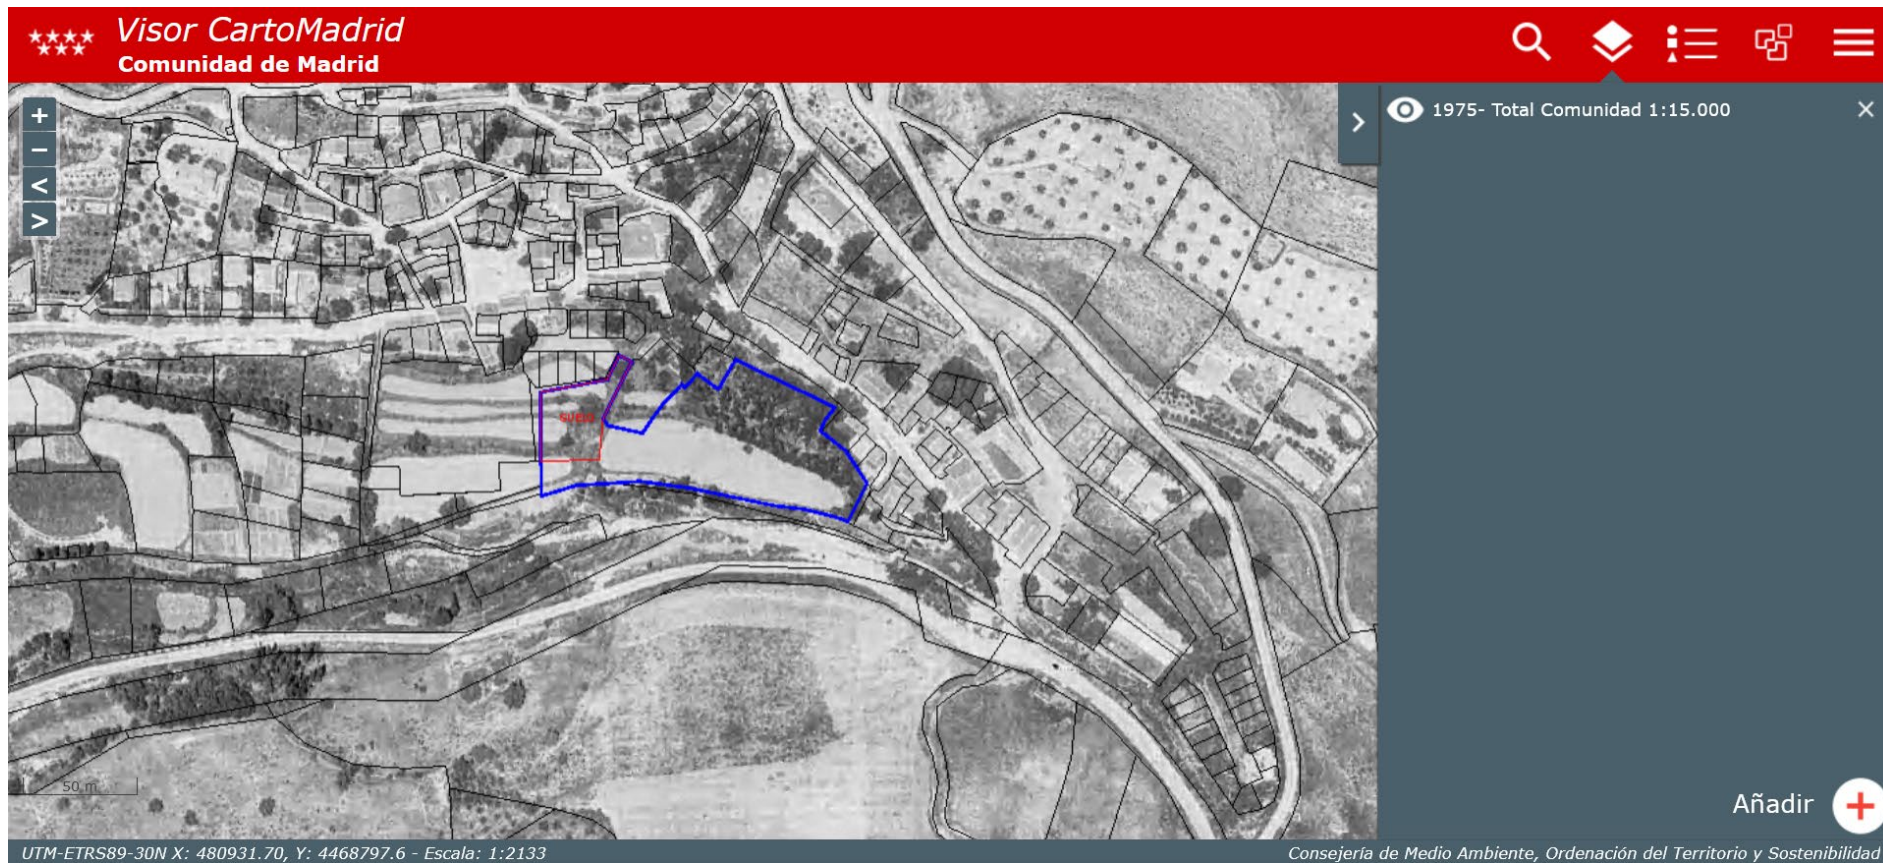 Visor CartoMadrid
Comunidad de Madrid
1975- Total Comunidad 1:15.000
+
−
<
>
SUELO
50 m
Añadir
UTM-ETRS89-30N X: 480931.70, Y: 4468797.6 - Escala: 1:2133
Consejería de Medio Ambiente, Ordenación del Territorio y Sostenibilidad